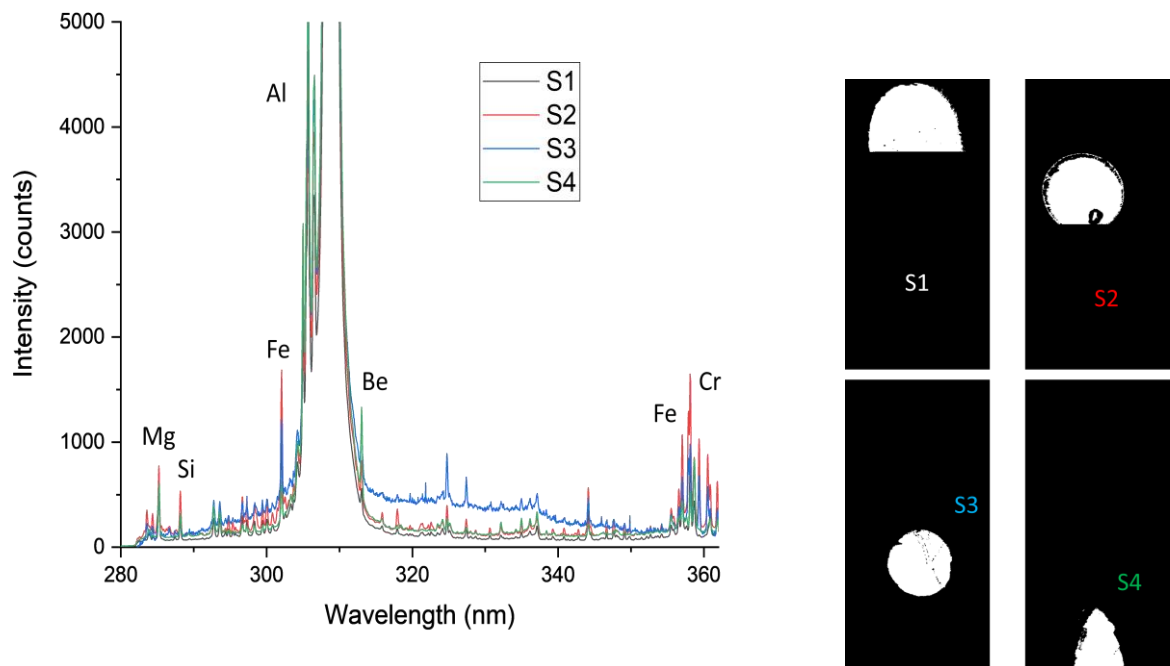 5000
4000
3000
2000
1000
0
Intensity (counts)
280
300
320
340
360
Wavelength (nm)
Al
Fe
Mg
Si
Be
Fe
Cr
S1
S2
S3
S4
S1
S2
S3
S4